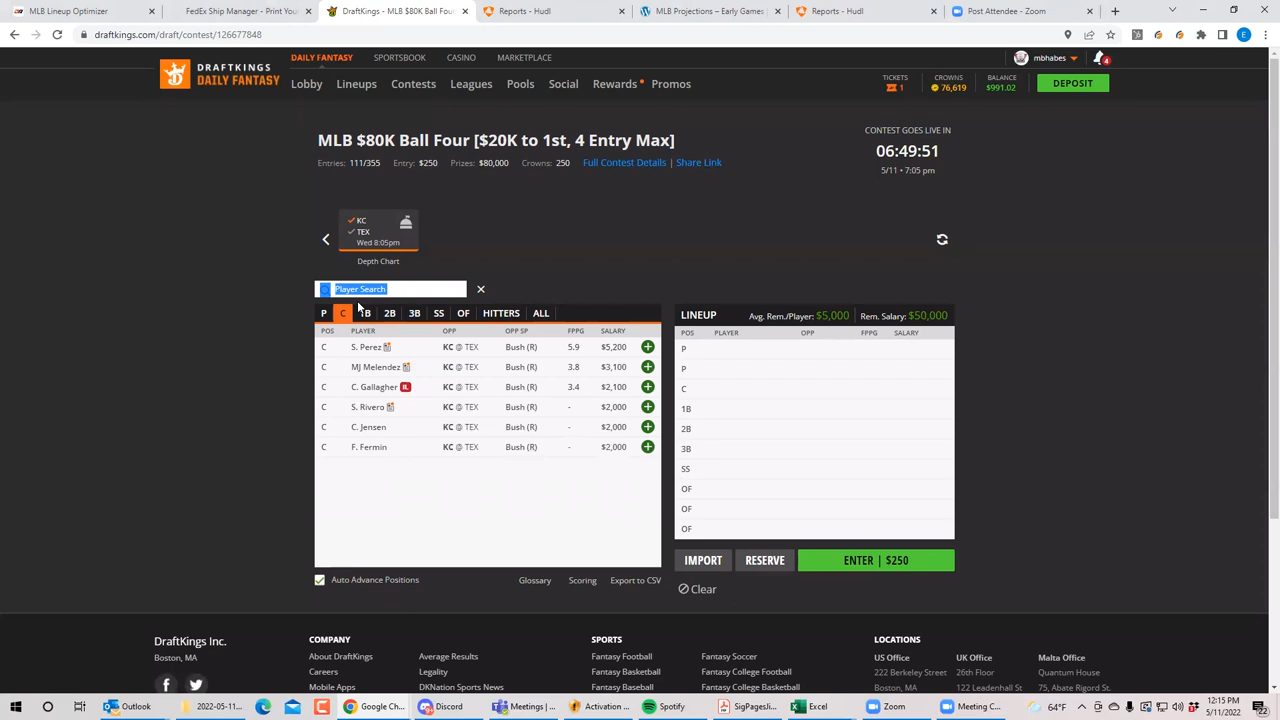 MLB Lineup Optimizer
FedEx Ship Manager - Print You
DraftKings - MLB $80K Ball Four
Reports - Hudl
MLB Projections – Early Games |
Reports - Hudl
Post Attendee - Zoom
draftkings.com/draft/contest/126677848
E
DRAFTKINGS
DAILY FANTASY
DAILY FANTASY SPORTSBOOK CASINO MARKETPLACE
mbhabes
4
Lobby Lineups Contests Leagues Pools Social Rewards Promos
TICKETS
1
CROWNS
76,619
BALANCE
$991.02
DEPOSIT
MLB $80K Ball Four [$20K to 1st, 4 Entry Max]
Entries: 111/355 Entry: $250 Prizes: $80,000 Crowns: 250 Full Contest Details | Share Link
CONTEST GOES LIVE IN
06:49:51
5/11 • 7:05 pm
KC
TEX
Wed 8:05pm
Depth Chart
Player Search
P C 1B 2B 3B SS OF HITTERS ALL
POS PLAYER OPP OPP SP FPPG SALARY
C S. Perez KC @ TEX Bush (R) 5.9 $5,200
C MJ Melendez KC @ TEX Bush (R) 3.8 $3,100
C C. Gallagher IL KC @ TEX Bush (R) 3.4 $2,100
C S. Rivero KC @ TEX Bush (R) - $2,000
C C. Jensen KC @ TEX Bush (R) - $2,000
C F. Fermin KC @ TEX Bush (R) - $2,000
LINEUP Avg. Rem./Player: $5,000 Rem. Salary: $50,000
POS PLAYER OPP FPPG SALARY
P
P
C
1B
2B
3B
SS
OF
OF
OF
Auto Advance Positions Glossary Scoring Export to CSV
IMPORT RESERVE ENTER | $250
Clear
DraftKings Inc.
Boston, MA
COMPANY
About DraftKings Average Results
Careers Legality
Mobile Apps DKNation Sports News
SPORTS
Fantasy Football Fantasy Soccer
Fantasy Basketball Fantasy College Football
Fantasy Baseball Fantasy College Basketball
LOCATIONS
US Office UK Office Malta Office
222 Berkeley Street 26th Floor Quantum House
Boston, MA 122 Leadenhall St 75, Abate Rigord St.
Outlook
2022-05-11...
Google Ch...
Discord
Meetings | ...
Activation ...
Spotify
SigPagesJ...
Excel
Zoom
Meeting C...
64°F
12:15 PM
5/11/2022
22